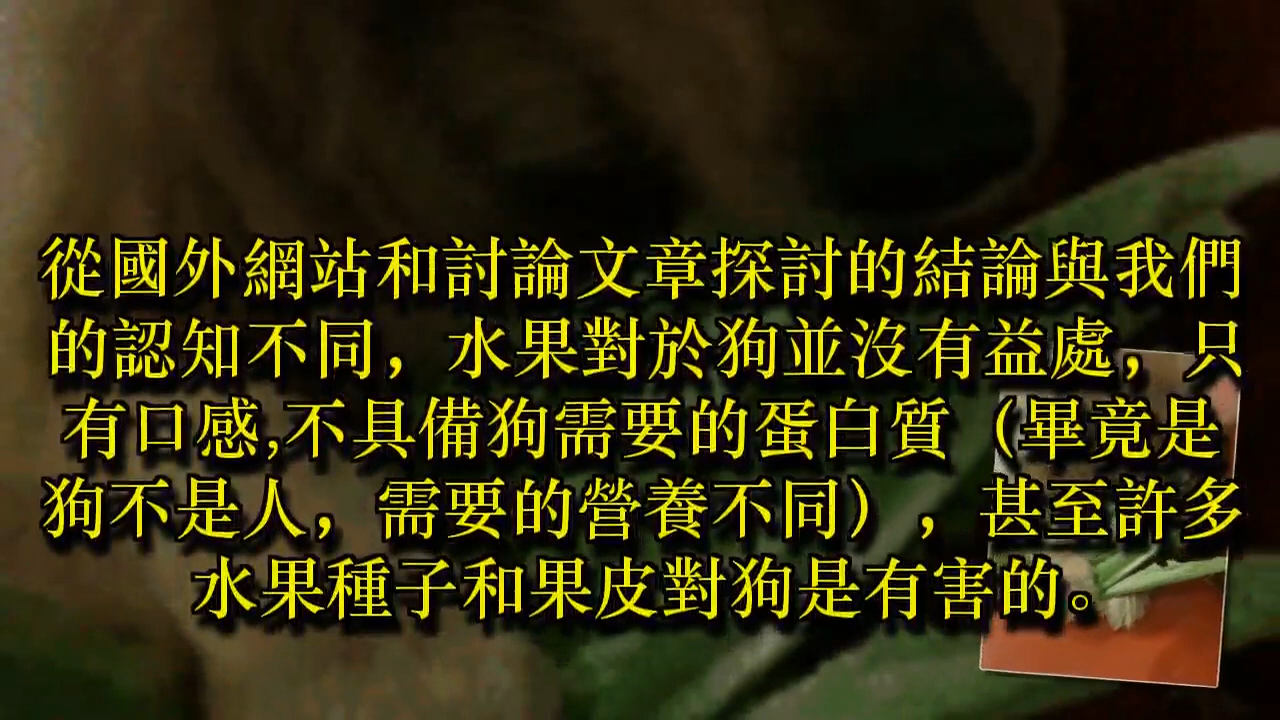 從國外網站和討論文章探討的結論與我們
的認知不同，水果對於狗並沒有益處，只
有口感,不具備狗需要的蛋白質（畢竟是
狗不是人，需要的營養不同），甚至許多
水果種子和果皮對狗是有害的。